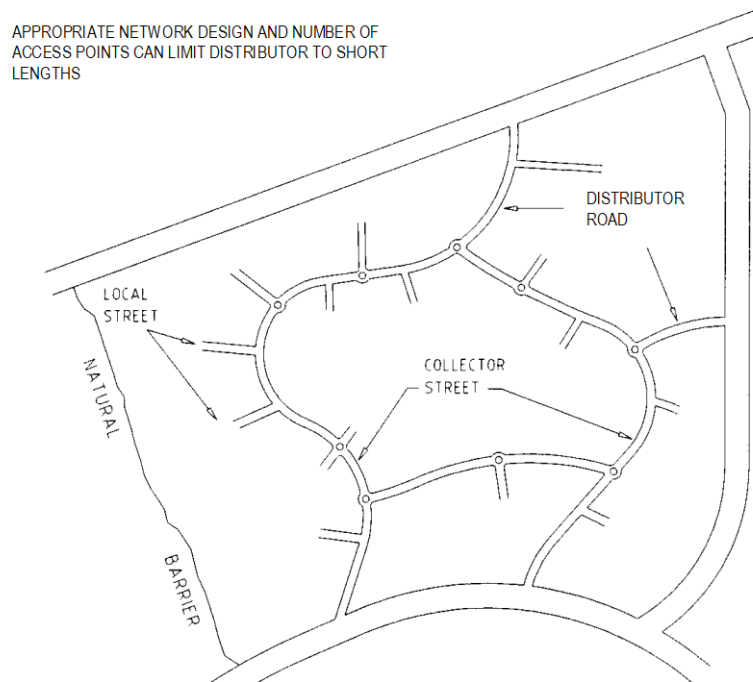 APPROPRIATE NETWORK DESIGN AND NUMBER OF
ACCESS POINTS CAN LIMIT DISTRIBUTOR TO SHORT
LENGTHS
DISTRIBUTOR
ROAD
LOCAL
STREET
COLLECTOR
STREET
NATURAL
BARRIER